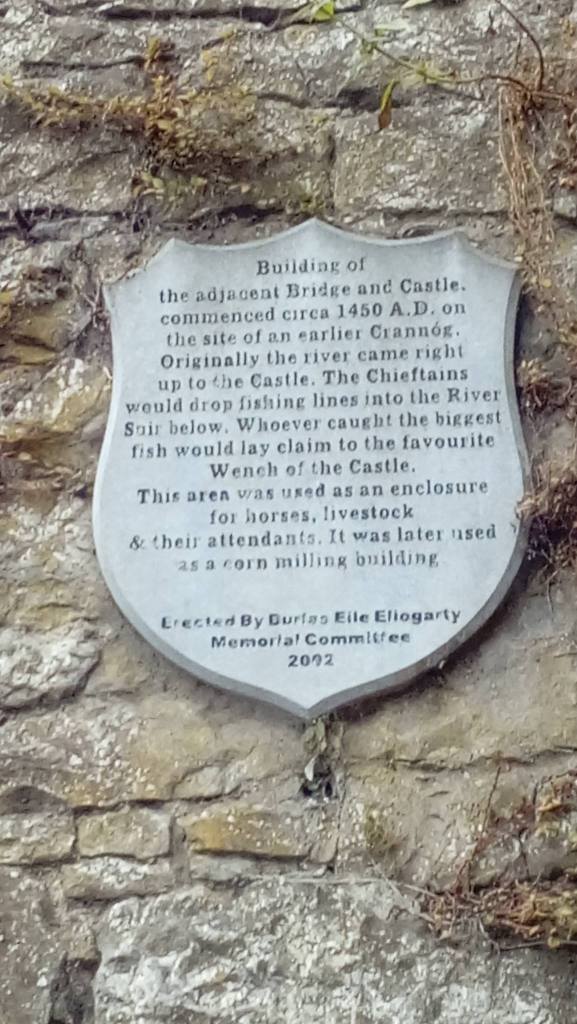 Building of
the adjacent Bridge and Castle.
commenced circa 1450 A.D. on
the site of an earlier Crannóg.
Originally the river came right
up to the Castle. The Chieftains
would drop fishing lines into the River
Suir below. Whoever caught the biggest
fish would lay claim to the favourite
Wench of the Castle.
This area was used as an enclosure
for horses, livestock
& their attendants. It was later used
as a corn milling building
Erected By Durlas Eile Eliogarty
Memorial Committee
2002